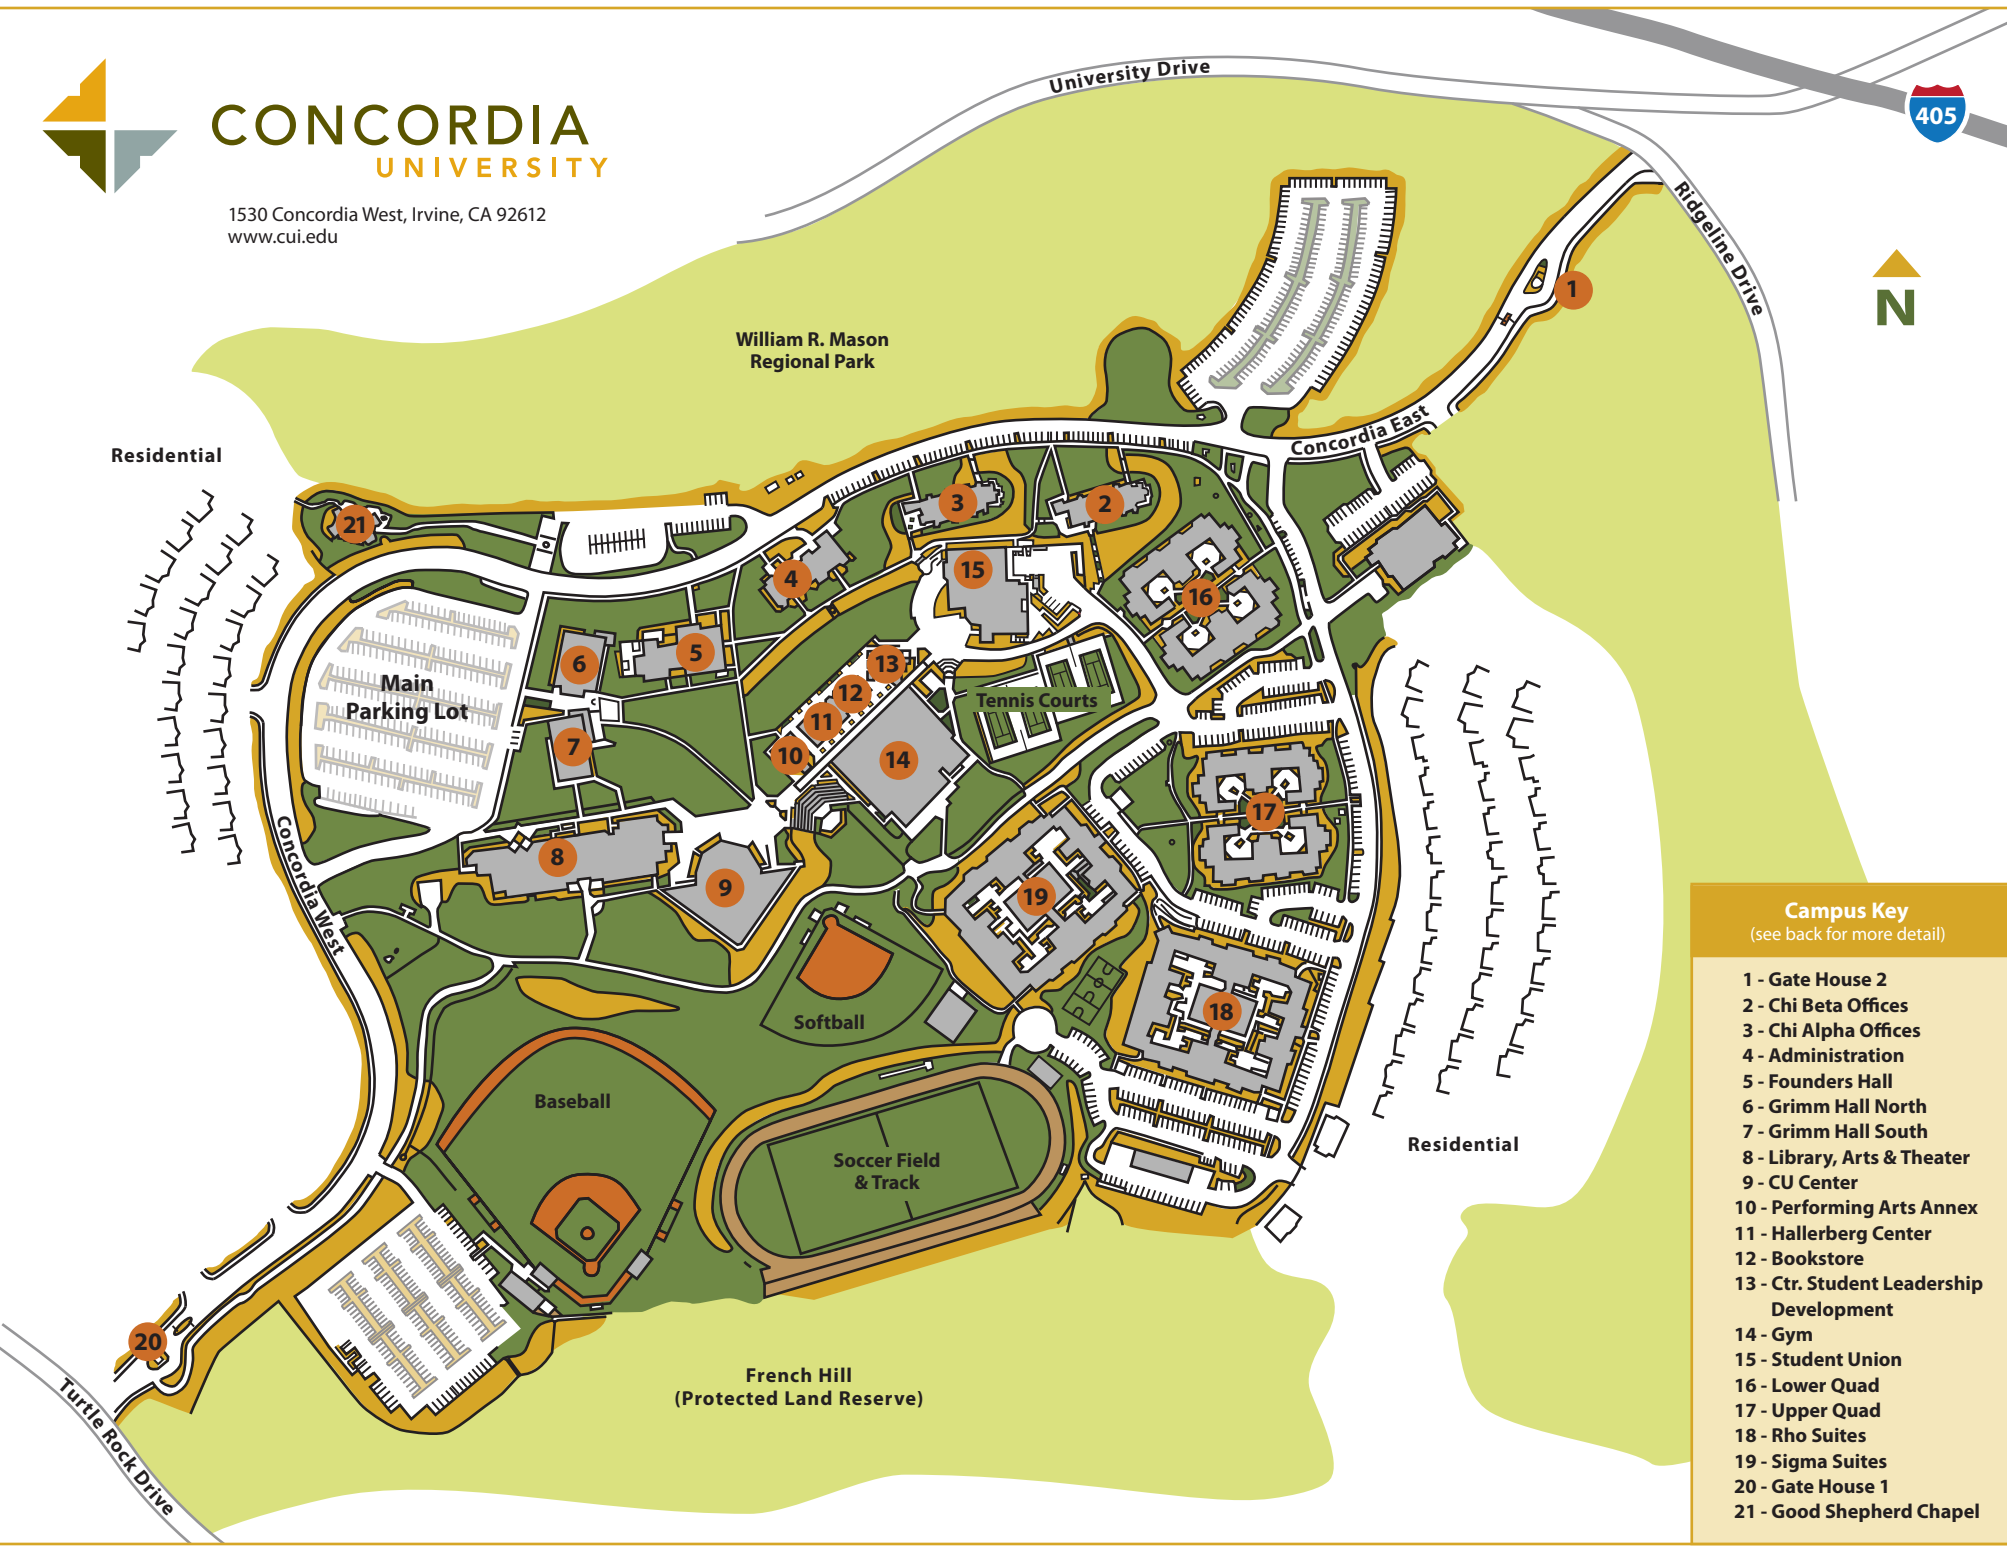 CONCORDIA
UNIVERSITY
1530 Concordia West, Irvine, CA 92612
www.cui.edu
University Drive
405
Ridgeline Drive
N
1
William R. Mason
Regional Park
Concordia East
Residential
3
2
21
15
4
16
5
6
13
Main
Parking Lot
12
Tennis Courts
11
7
10
14
17
Concordia West
8
9
19
18
Softball
Baseball
Soccer Field
& Track
Residential
20
French Hill
(Protected Land Reserve)
Turtle Rock Drive
Campus Key
(see back for more detail)
1 - Gate House 2
2 - Chi Beta Offices
3 - Chi Alpha Offices
4 - Administration
5 - Founders Hall
6 - Grimm Hall North
7 - Grimm Hall South
8 - Library, Arts & Theater
9 - CU Center
10 - Performing Arts Annex
11 - Hallerberg Center
12 - Bookstore
13 - Ctr. Student Leadership
Development
14 - Gym
15 - Student Union
16 - Lower Quad
17 - Upper Quad
18 - Rho Suites
19 - Sigma Suites
20 - Gate House 1
21 - Good Shepherd Chapel